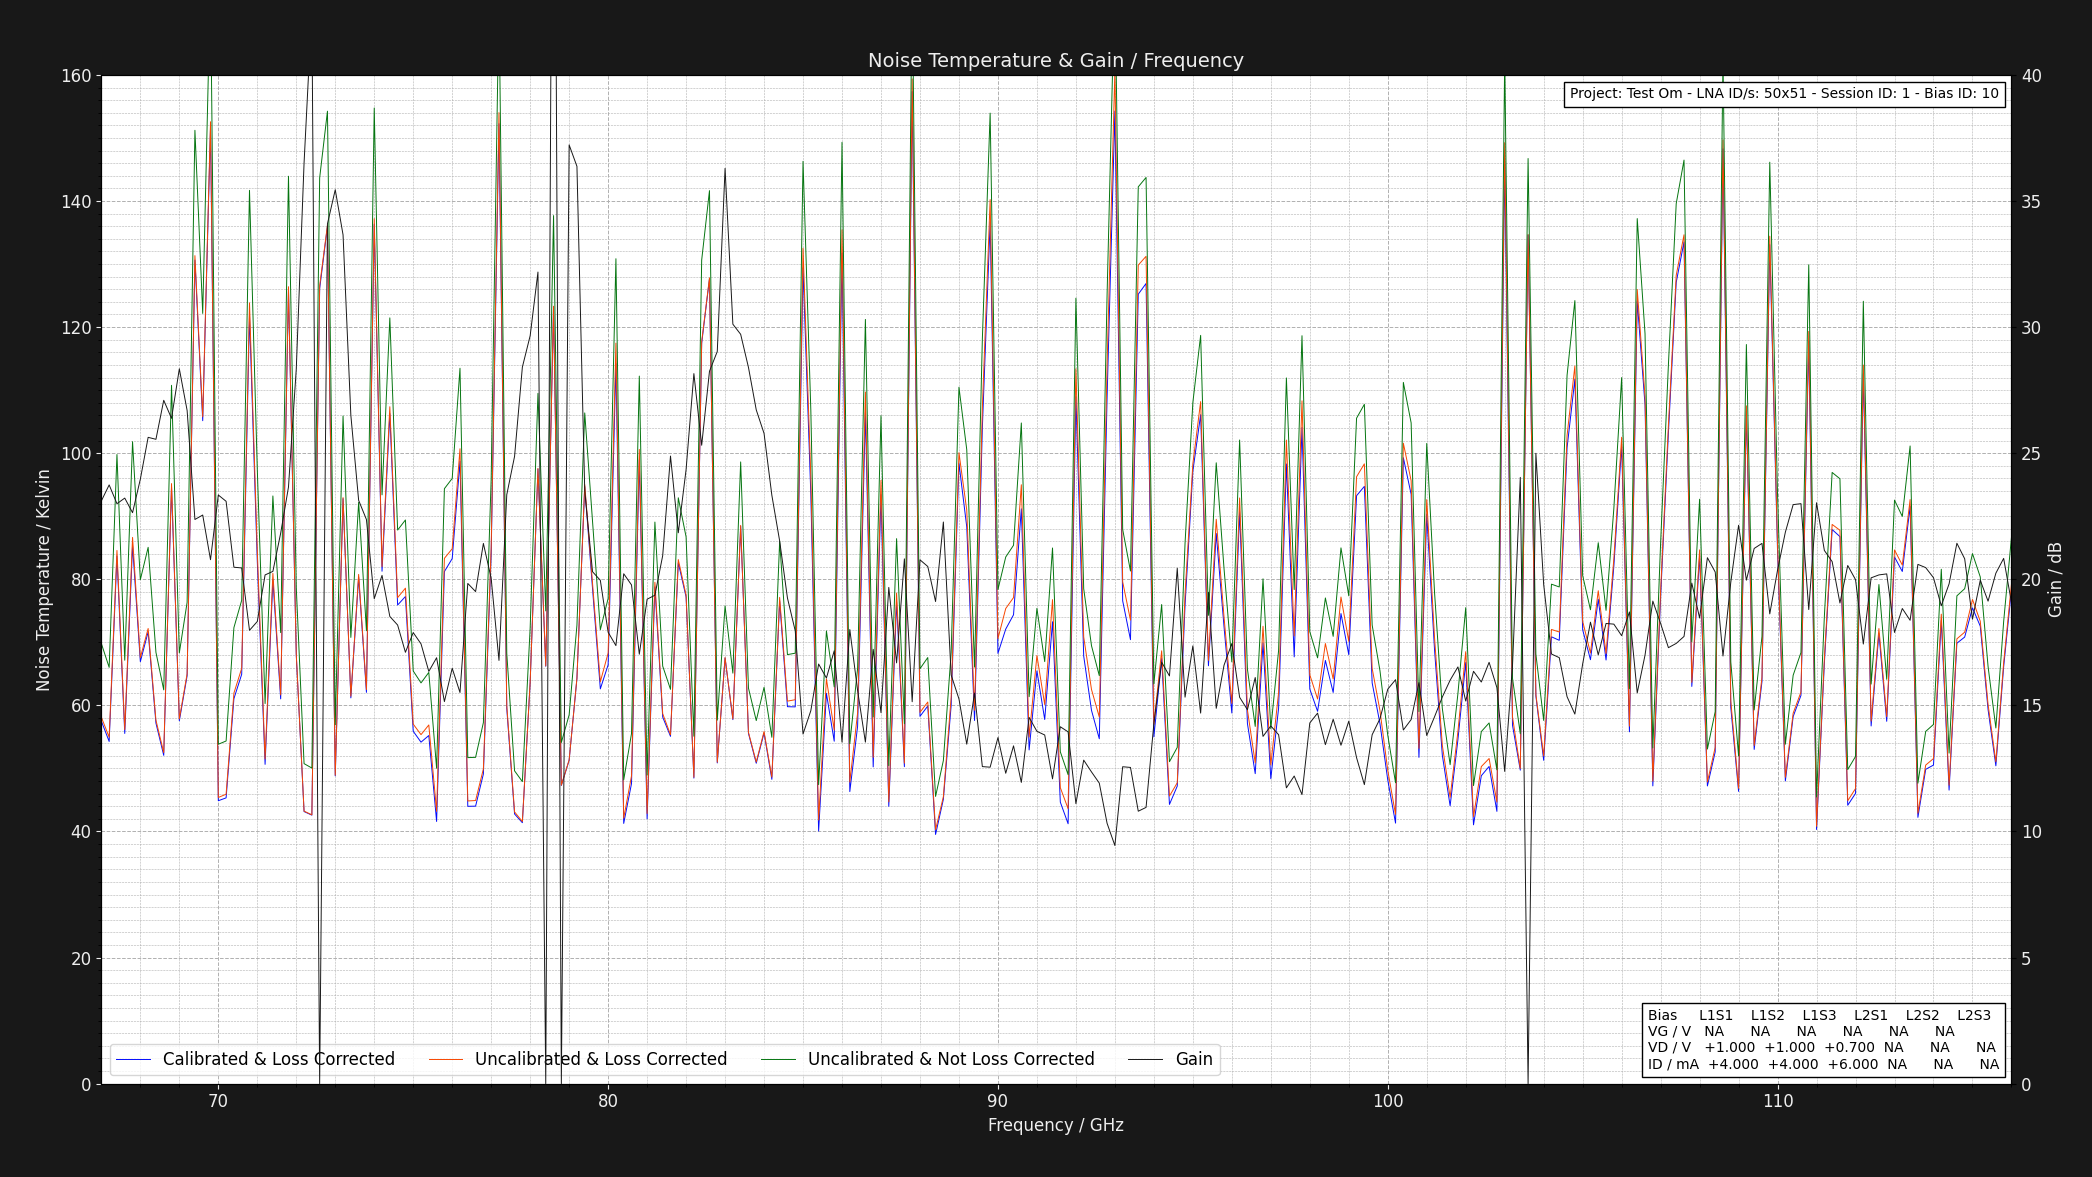 Noise Temperature & Gain / Frequency
Project: Test Om - LNA ID/s: 50x51 - Session ID: 1 - Bias ID: 10
Noise Temperature / Kelvin
160
140
120
100
80
60
40
20
0
Gain / dB
40
35
30
25
20
15
10
5
0
Bias L1S1 L1S2 L1S3 L2S1 L2S2 L2S3
VG / V NA NA NA NA NA NA
VD / V +1.000 +1.000 +0.700 NA NA NA
ID / mA +4.000 +4.000 +6.000 NA NA NA
Calibrated & Loss Corrected Uncalibrated & Loss Corrected Uncalibrated & Not Loss Corrected Gain
70 80 90 100 110
Frequency / GHz